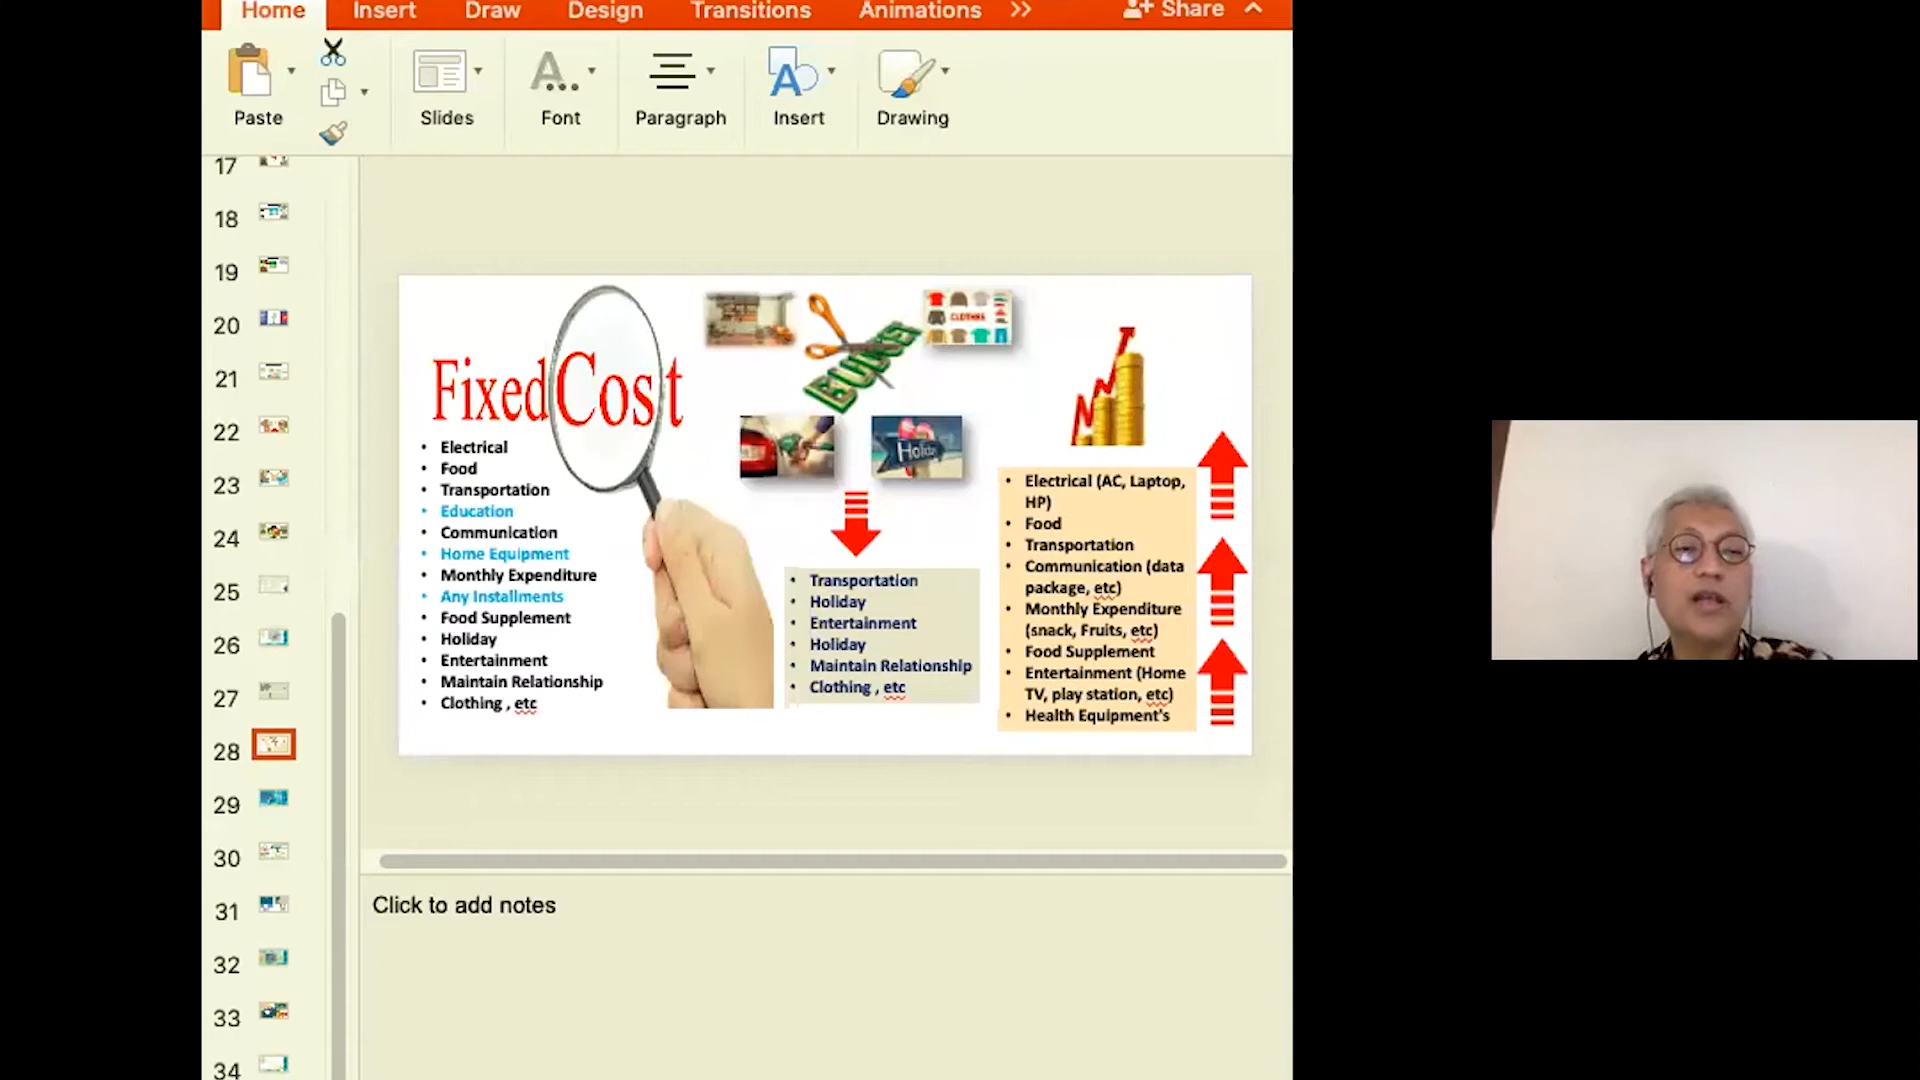 Home Insert Draw Design Transitions Animations >> Share
Paste Slides Font Paragraph Insert Drawing
17
18
19
20
21
22
23
24
25
26
27
28
29
30
31
32
33
34
Fixed Cost
• Electrical
• Food
• Transportation
• Education
• Communication
• Home Equipment
• Monthly Expenditure
• Any Installments
• Food Supplement
• Holiday
• Entertainment
• Maintain Relationship
• Clothing , etc
BUDGET
CLOTHES
Holiday
• Transportation
• Holiday
• Entertainment
• Holiday
• Maintain Relationship
• Clothing , etc
• Electrical (AC, Laptop,
HP)
• Food
• Transportation
• Communication (data
package, etc)
• Monthly Expenditure
(snack, Fruits, etc)
• Food Supplement
• Entertainment (Home
TV, play station, etc)
• Health Equipment's
Click to add notes